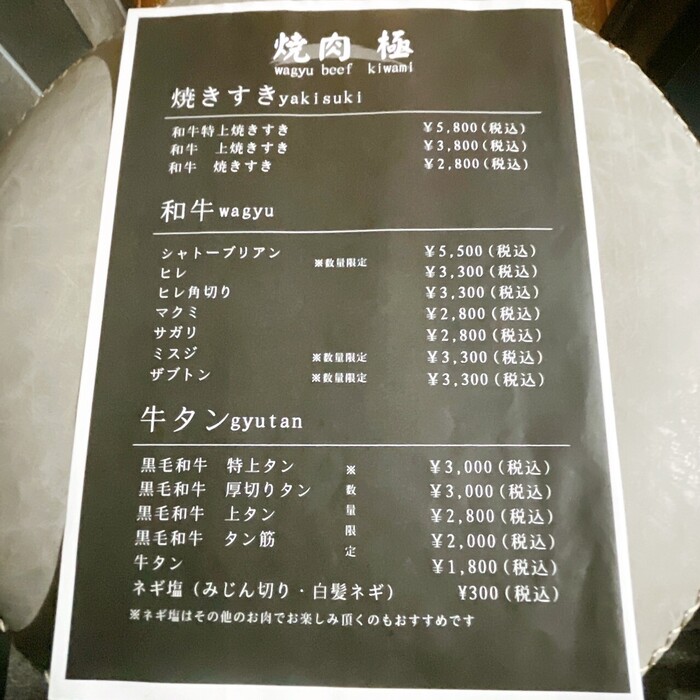 焼肉 極
wagyu beef kiwami
焼きすきyakisuki
和牛特上焼きすき ¥5,800(税込)
和牛 上焼きすき ¥3,800(税込)
和牛 焼きすき ¥2,800(税込)
和牛wagyu
シャトーブリアン ※数量限定 ¥5,500(税込)
ヒレ ¥3,300(税込)
ヒレ角切り ¥3,300(税込)
マクミ ¥2,800(税込)
サガリ ¥2,800(税込)
ミスジ ※数量限定 ¥3,300(税込)
ザブトン ※数量限定 ¥3,300(税込)
牛タンgyutan
※数量限定
黒毛和牛 特上タン ¥3,000(税込)
黒毛和牛 厚切りタン ¥3,000(税込)
黒毛和牛 上タン ¥2,800(税込)
黒毛和牛 タン筋 ¥2,000(税込)
牛タン ¥1,800(税込)
ネギ塩(みじん切り・白髪ネギ) ¥300(税込)
※ネギ塩はその他のお肉でお楽しみ頂くのもおすすめです